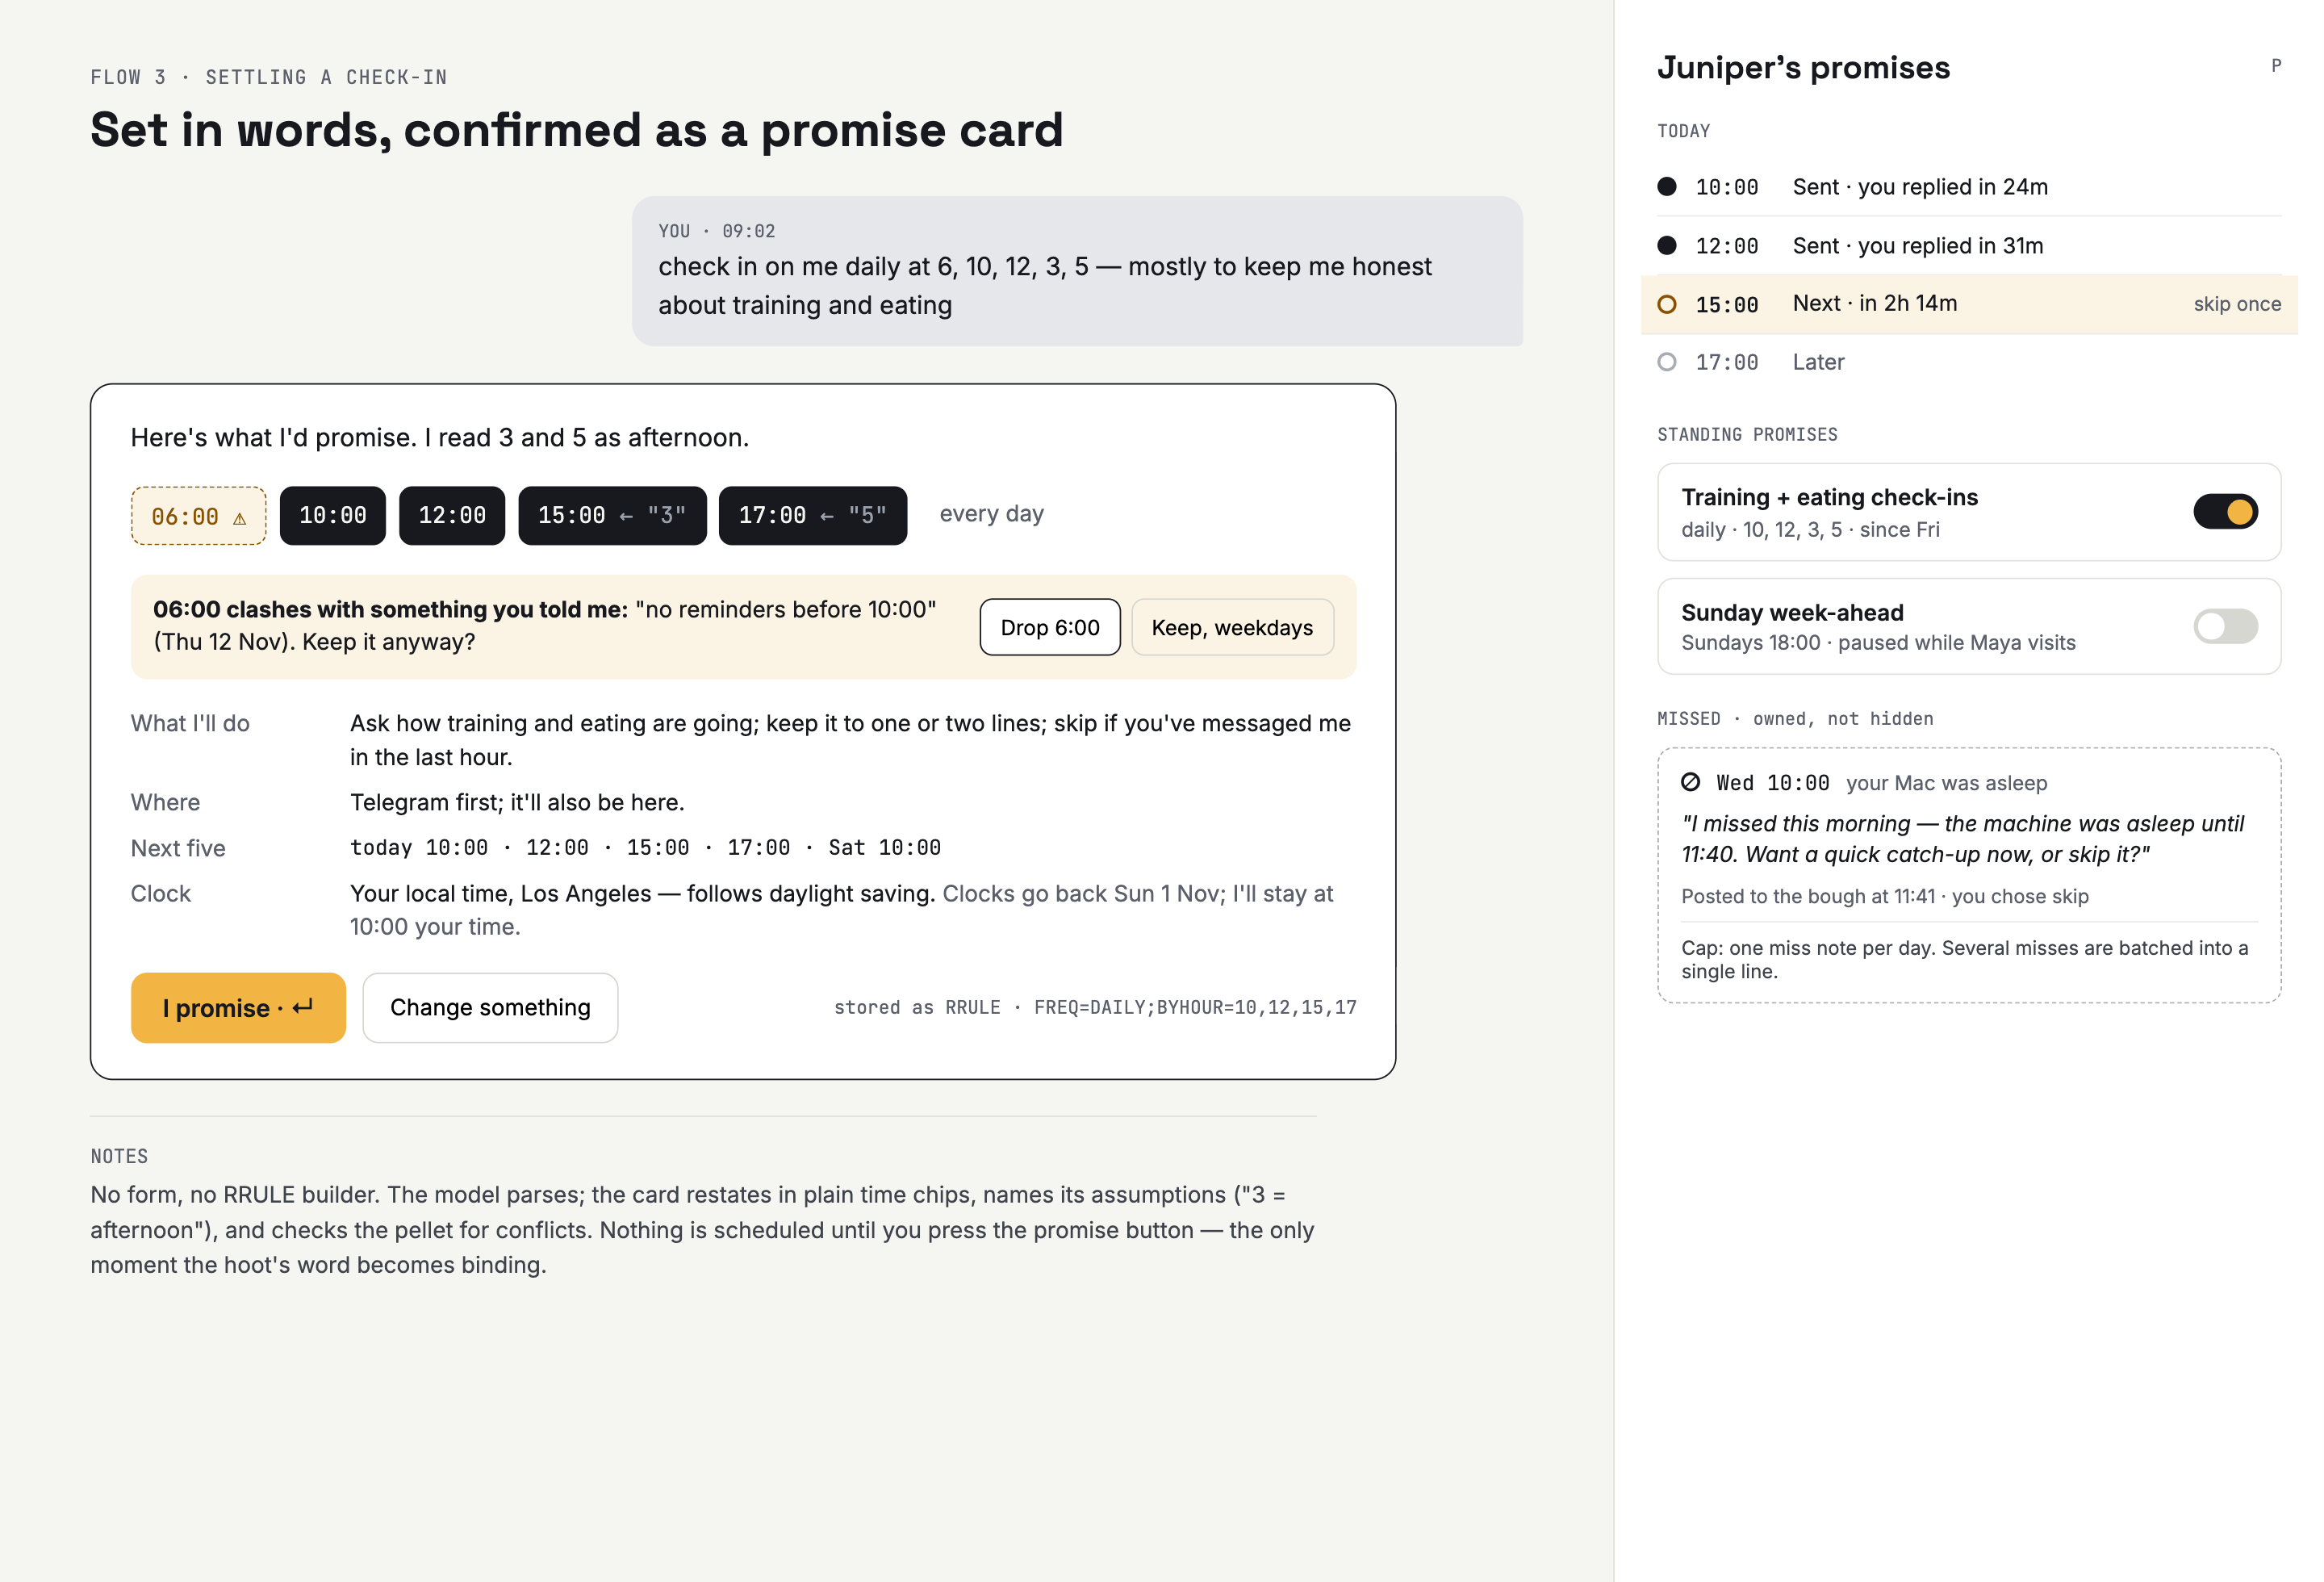 FLOW 3 · SETTLING A CHECK-IN
Set in words, confirmed as a promise card
YOU · 09:02
check in on me daily at 6, 10, 12, 3, 5 — mostly to keep me honest
about training and eating
Here's what I'd promise. I read 3 and 5 as afternoon.
06:00 ⚠ 10:00 12:00 15:00 ← "3" 17:00 ← "5" every day
06:00 clashes with something you told me: "no reminders before 10:00"
(Thu 12 Nov). Keep it anyway?
Drop 6:00 Keep, weekdays
What I'll do Ask how training and eating are going; keep it to one or two lines; skip if you've messaged me
in the last hour.
Where Telegram first; it'll also be here.
Next five today 10:00 · 12:00 · 15:00 · 17:00 · Sat 10:00
Clock Your local time, Los Angeles — follows daylight saving. Clocks go back Sun 1 Nov; I'll stay at
10:00 your time.
I promise · ↵ Change something stored as RRULE · FREQ=DAILY;BYHOUR=10,12,15,17
NOTES
No form, no RRULE builder. The model parses; the card restates in plain time chips, names its assumptions ("3 =
afternoon"), and checks the pellet for conflicts. Nothing is scheduled until you press the promise button — the only
moment the hoot's word becomes binding.
Juniper's promises P
TODAY
10:00 Sent · you replied in 24m
12:00 Sent · you replied in 31m
15:00 Next · in 2h 14m skip once
17:00 Later
STANDING PROMISES
Training + eating check-ins
daily · 10, 12, 3, 5 · since Fri
Sunday week-ahead
Sundays 18:00 · paused while Maya visits
MISSED · owned, not hidden
Wed 10:00 your Mac was asleep
"I missed this morning — the machine was asleep until
11:40. Want a quick catch-up now, or skip it?"
Posted to the bough at 11:41 · you chose skip
Cap: one miss note per day. Several misses are batched into a
single line.